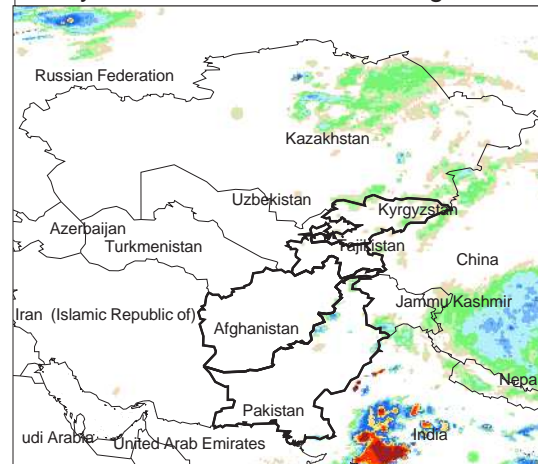 Russian Federation
Kazakhstan
Uzbekistan
Kyrgyzstan
Azerbaijan
Turkmenistan
Tajikistan
China
Jammu Kashmir
Iran (Islamic Republic of)
Afghanistan
Nepa
Pakistan
India
udi Arabia
United Arab Emirates